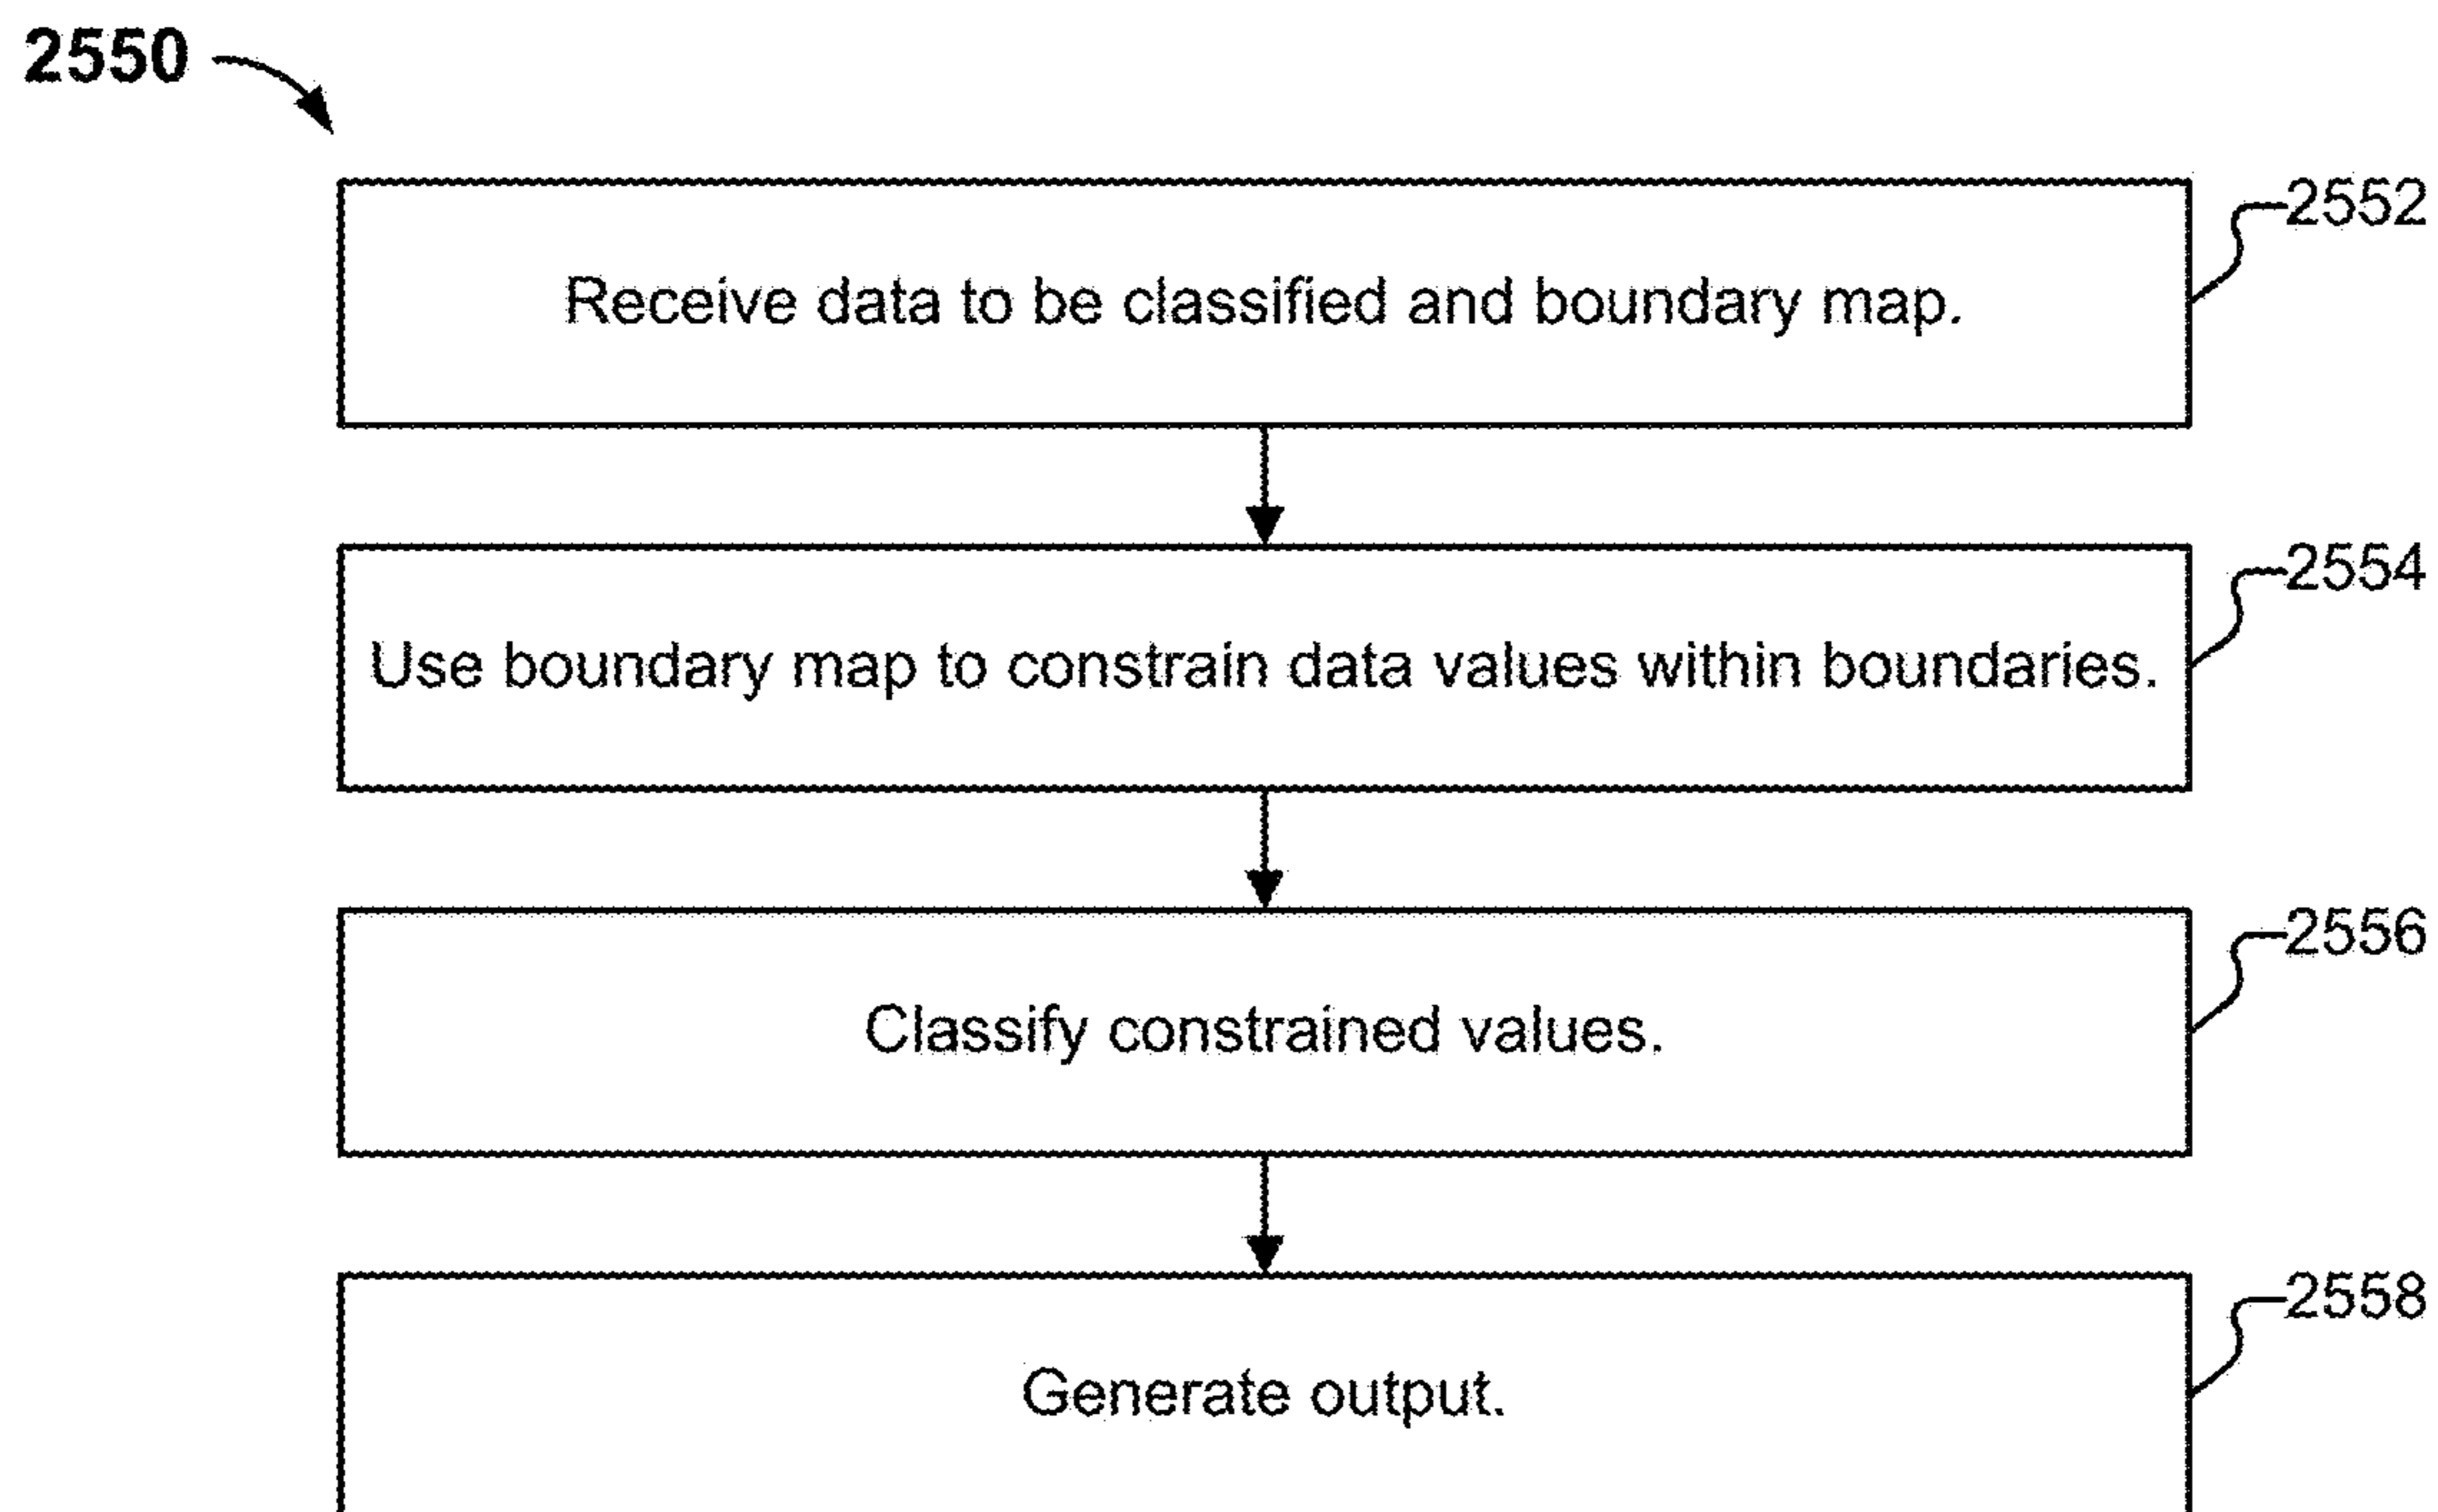 2550
Receive data to be classified and boundary map.
2552
Use boundary map to constrain data values within boundaries.
2554
Classify constrained values.
2556
Generate output.
2558